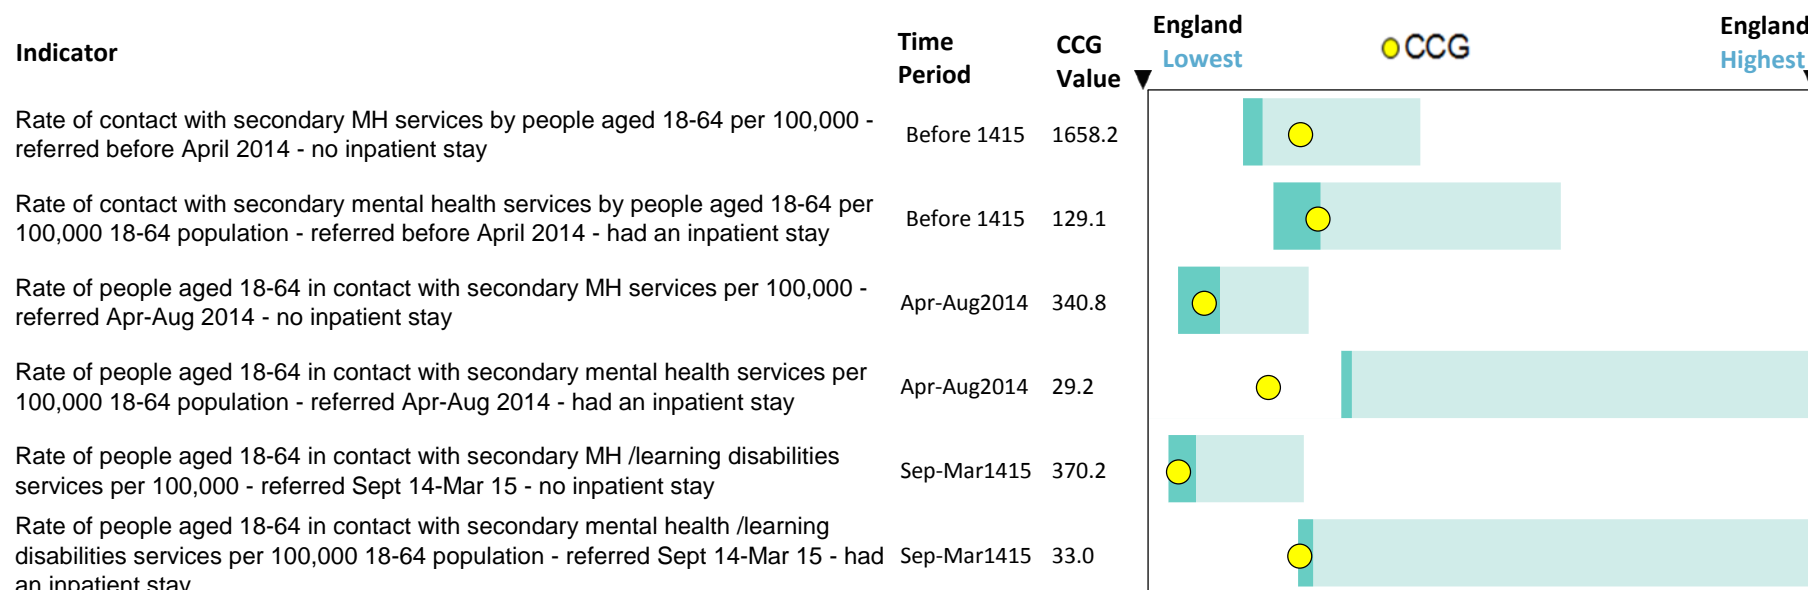 Indicator
Time
Period
CCG
Value
England
Lowest
CCG
England
Highest
Rate of contact with secondary MH services by people aged 18-64 per 100,000 -
referred before April 2014 - no inpatient stay
Before 1415
1658.2
Rate of contact with secondary mental health services by people aged 18-64 per
100,000 18-64 population - referred before April 2014 - had an inpatient stay
Before 1415
129.1
Rate of people aged 18-64 in contact with secondary MH services per 100,000 -
referred Apr-Aug 2014 - no inpatient stay
Apr-Aug2014
340.8
Rate of people aged 18-64 in contact with secondary mental health services per
100,000 18-64 population - referred Apr-Aug 2014 - had an inpatient stay
Apr-Aug2014
29.2
Rate of people aged 18-64 in contact with secondary MH /learning disabilities
services per 100,000 - referred Sept 14-Mar 15 - no inpatient stay
Sep-Mar1415
370.2
Rate of people aged 18-64 in contact with secondary mental health /learning
disabilities services per 100,000 18-64 population - referred Sept 14-Mar 15 - had
an inpatient stay
Sep-Mar1415
33.0